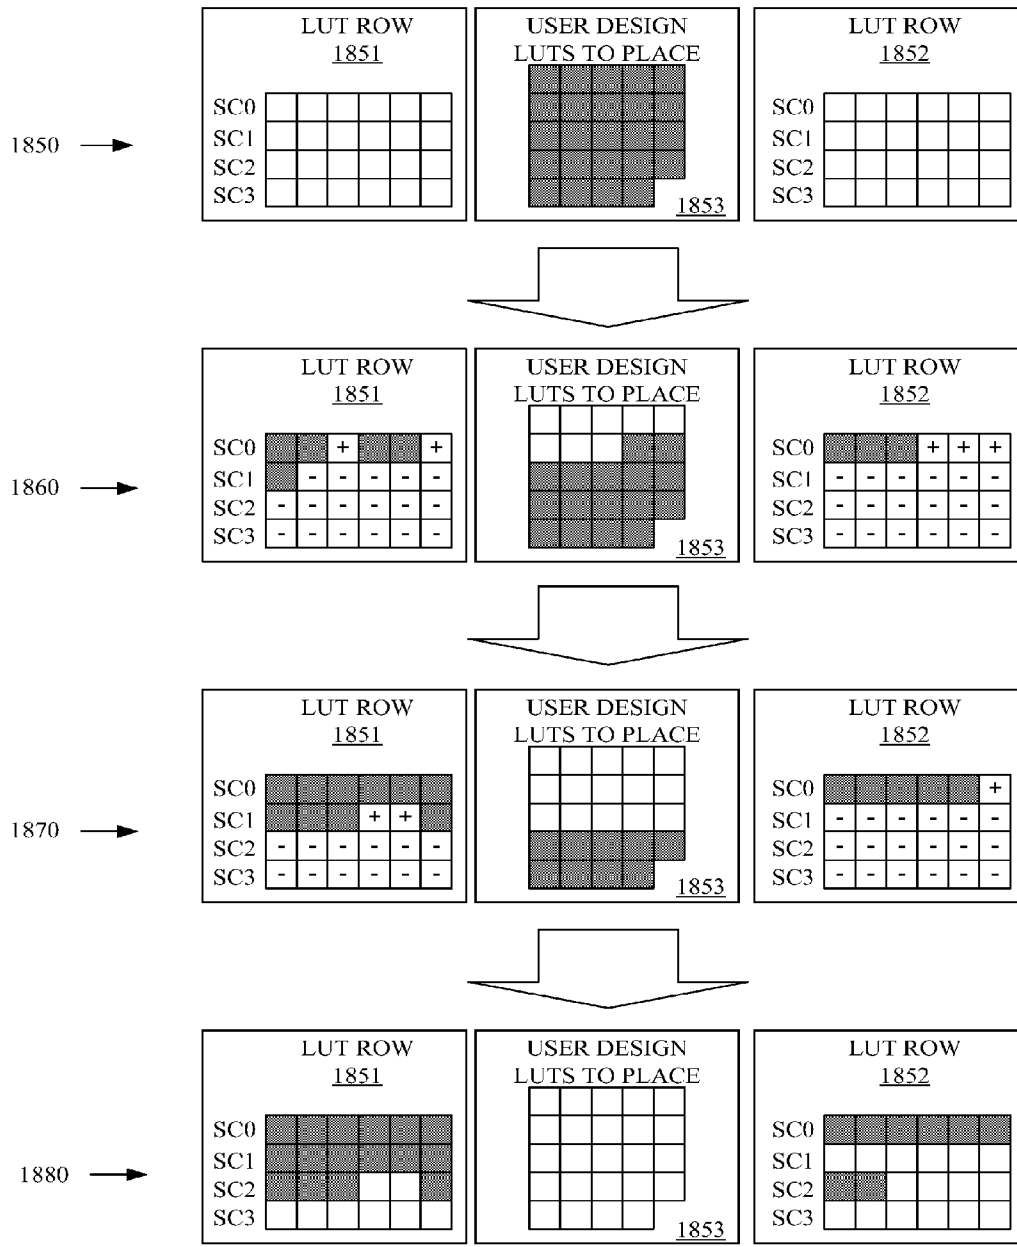 LUT ROW
1851
USER DESIGN
LUTS TO PLACE
LUT ROW
1852
1850
SC0
SC1
SC2
SC3
1853
SC0
SC1
SC2
SC3
LUT ROW
1851
USER DESIGN
LUTS TO PLACE
LUT ROW
1852
1860
SC0 + +
SC1 - - - - -
SC2 - - - - - -
SC3 - - - - - -
1853
SC0 + + +
SC1 - - - - - -
SC2 - - - - - -
SC3 - - - - - -
LUT ROW
1851
USER DESIGN
LUTS TO PLACE
LUT ROW
1852
1870
SC0
SC1 + +
SC2 - - - - - -
SC3 - - - - - -
1853
SC0 +
SC1 - - - - - -
SC2 - - - - - -
SC3 - - - - - -
LUT ROW
1851
USER DESIGN
LUTS TO PLACE
LUT ROW
1852
1880
SC0
SC1
SC2
SC3
1853
SC0
SC1
SC2
SC3